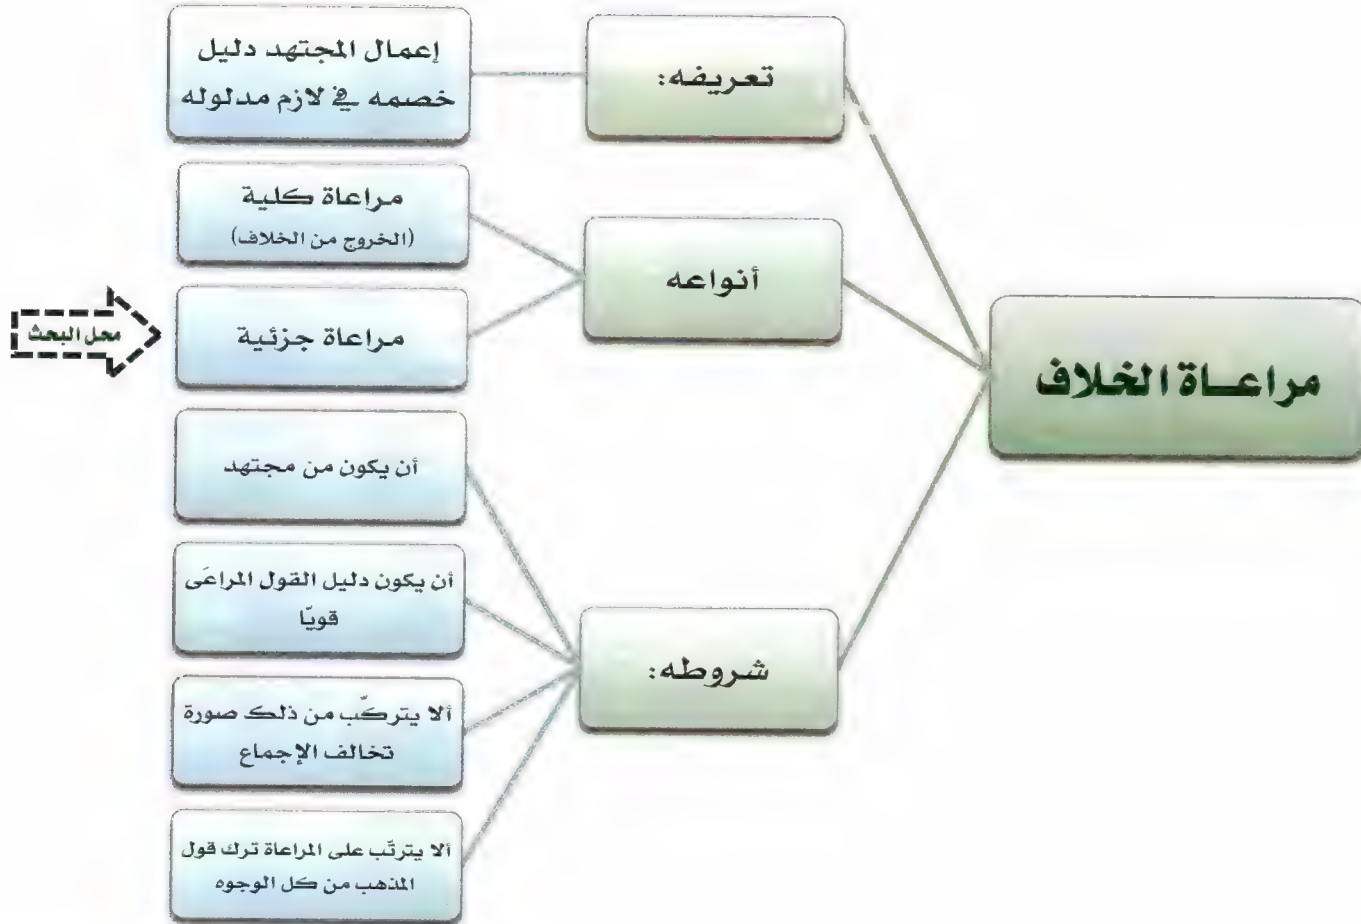 مراعاة الخلاف
تعريفه:
إعمال المجتهد دليل
خصمه في لازم مدلوله
أنواعه
مراعاة كلية
(الخروج من الخلاف)
مراعاة جزئية
محل البحث
شروطه:
أن يكون من مجتهد
أن يكون دليل القول المراعَى
قويّا
ألا يتركّب من ذلك صورة
تخالف الإجماع
ألا يترتّب على المراعاة ترك قول
المذهب من كل الوجوه